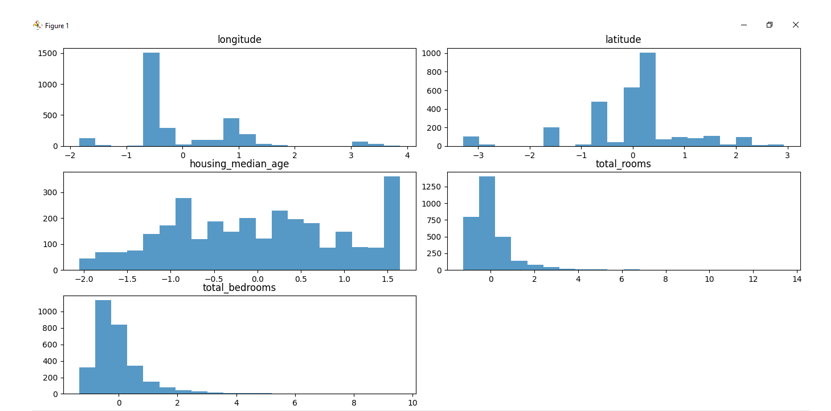 Figure 1
longitude
1500
1000
500
0
−2 −1 0 1 2 3 4
latitude
1000
800
600
400
200
0
−3 −2 −1 0 1 2 3
housing_median_age
300
200
100
0
−2.0 −1.5 −1.0 −0.5 0.0 0.5 1.0 1.5
total_rooms
1250
1000
750
500
250
0
0 2 4 6 8 10 12 14
total_bedrooms
1000
800
600
400
200
0
0 2 4 6 8 10